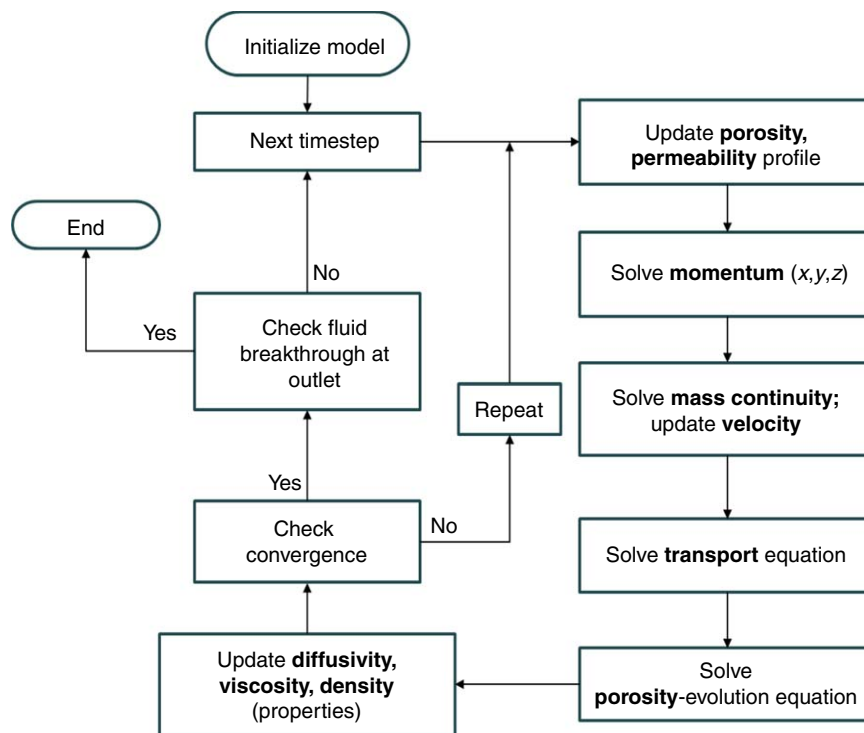 Initialize model
Next timestep
Update porosity,
permeability profile
End
Solve momentum (x,y,z)
No
Yes
Check fluid
breakthrough at
outlet
Solve mass continuity;
update velocity
Repeat
Yes
Check
convergence
No
Solve transport equation
Update diffusivity,
viscosity, density
(properties)
Solve
porosity-evolution equation